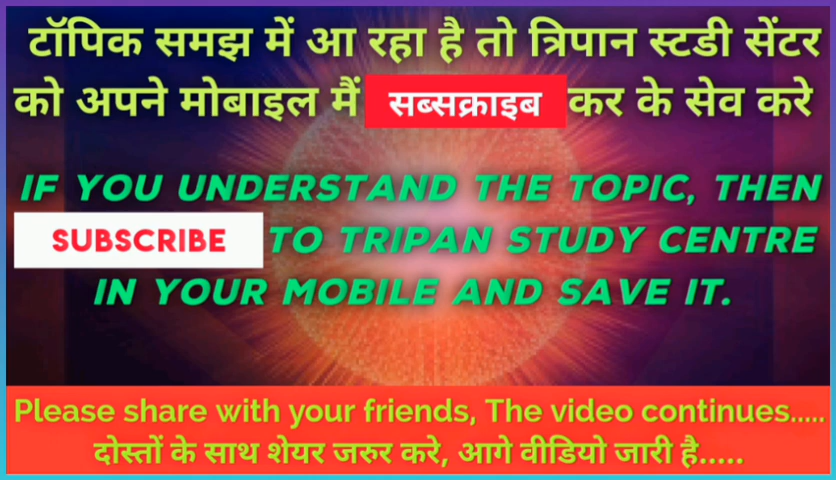 टॉपिक समझ में आ रहा है तो त्रिपान स्टडी सेंटर
को अपने मोबाइल मैं सब्सक्राइब कर के सेव करे
IF YOU UNDERSTAND THE TOPIC, THEN
SUBSCRIBE TO TRIPAN STUDY CENTRE
IN YOUR MOBILE AND SAVE IT.
Please share with your friends, The video continues.....
दोस्तों के साथ शेयर जरुर करे, आगे वीडियो जारी है.....